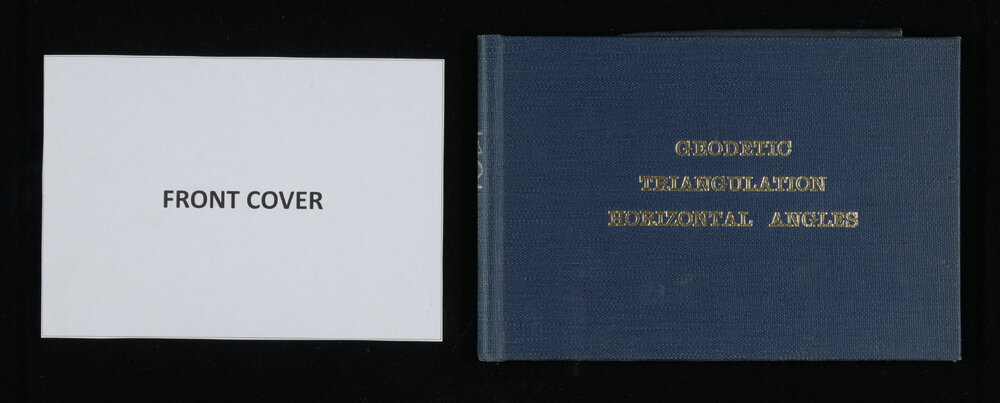 FRONT COVER
GEODETIC
TRIANGULATION
HORIZONTAL ANGLES